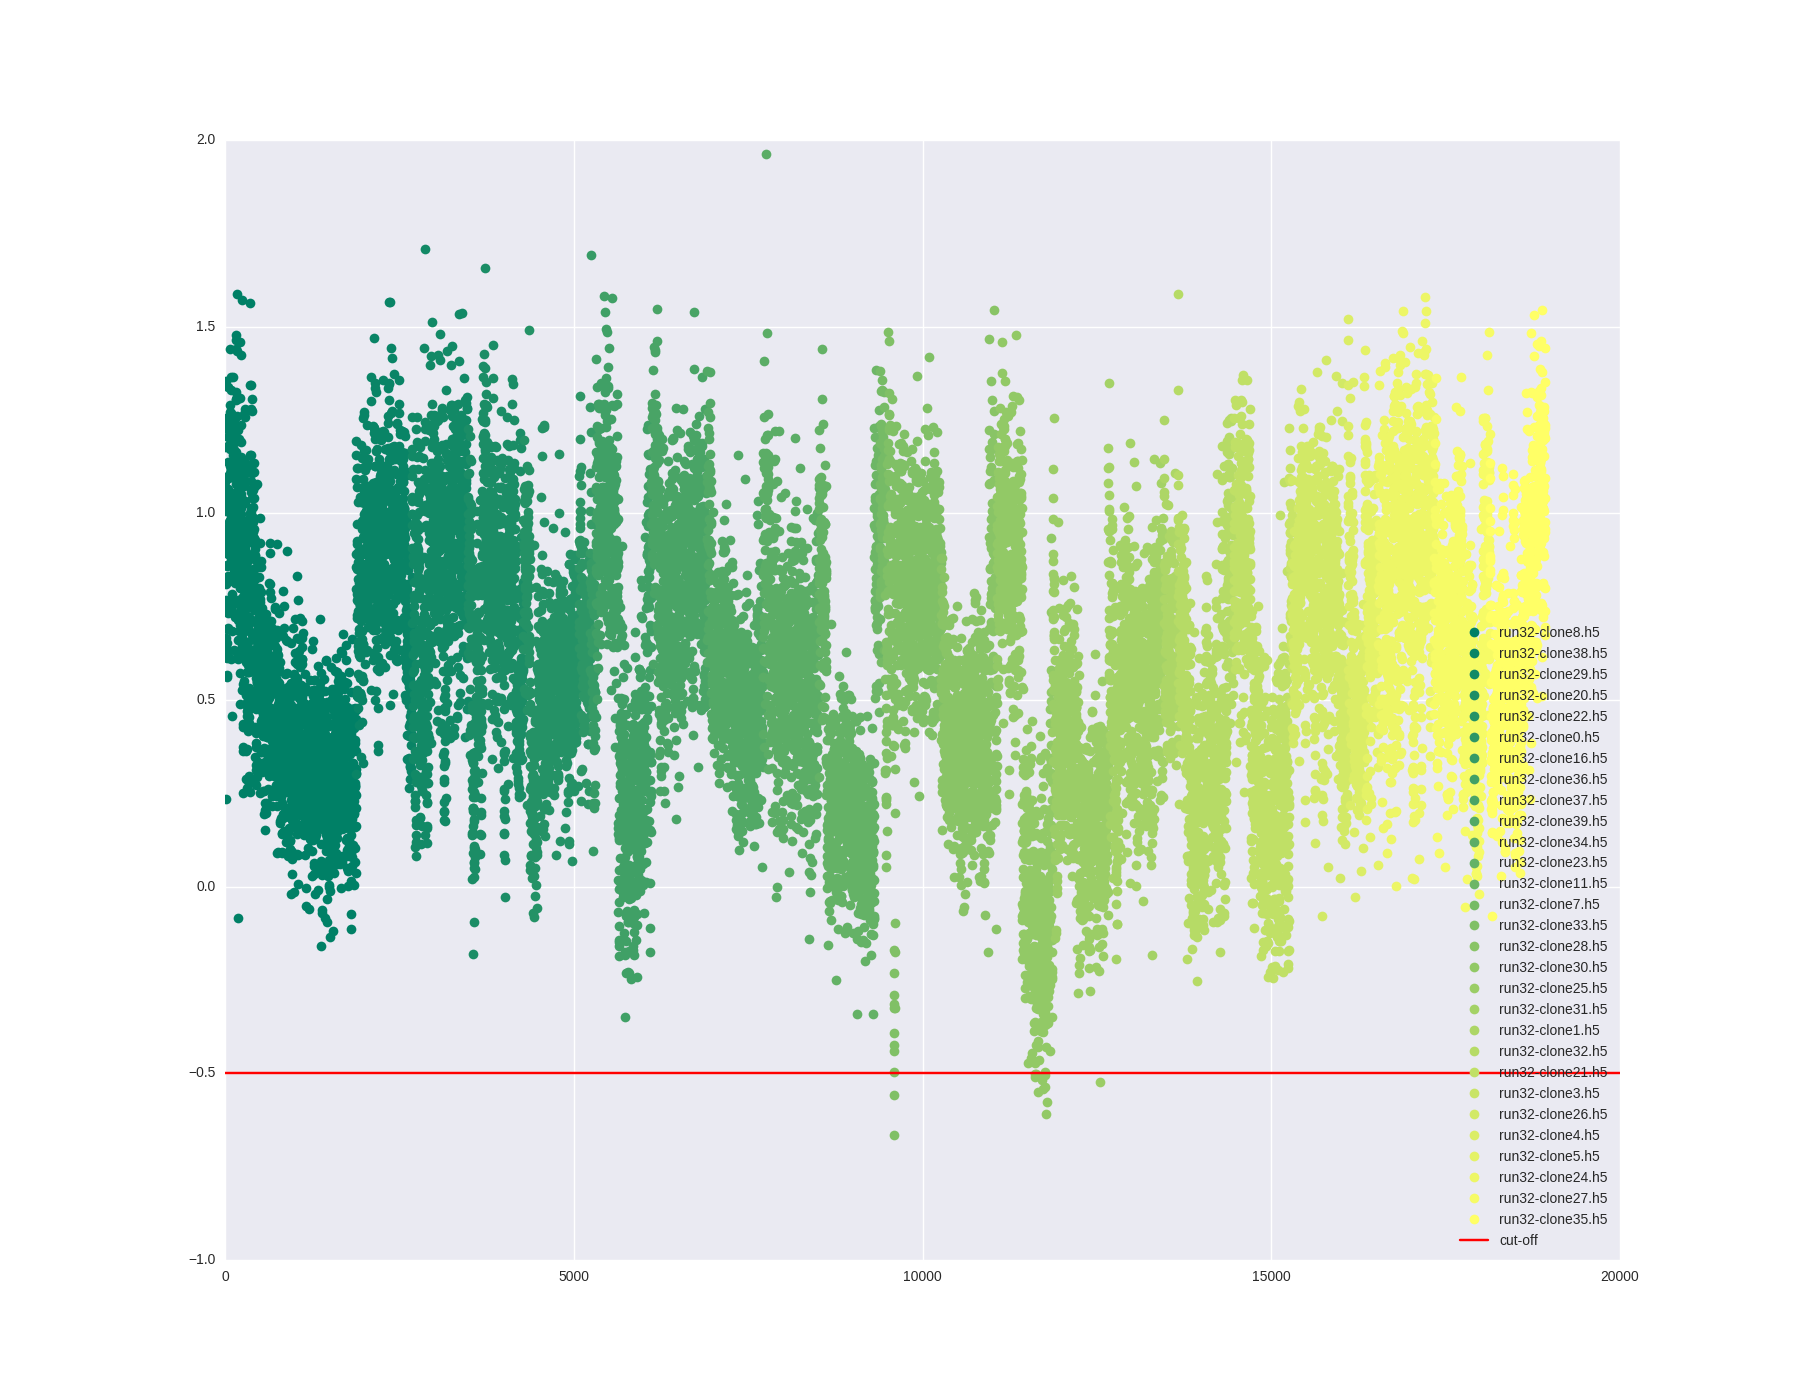 2.0
1.5
1.0
0.5
0.0
−0.5
−1.0
0
5000
10000
15000
20000
run32-clone8.h5
run32-clone38.h5
run32-clone29.h5
run32-clone20.h5
run32-clone22.h5
run32-clone0.h5
run32-clone16.h5
run32-clone36.h5
run32-clone37.h5
run32-clone39.h5
run32-clone34.h5
run32-clone23.h5
run32-clone11.h5
run32-clone7.h5
run32-clone33.h5
run32-clone28.h5
run32-clone30.h5
run32-clone25.h5
run32-clone31.h5
run32-clone1.h5
run32-clone32.h5
run32-clone21.h5
run32-clone3.h5
run32-clone26.h5
run32-clone4.h5
run32-clone5.h5
run32-clone24.h5
run32-clone27.h5
run32-clone35.h5
cut-off